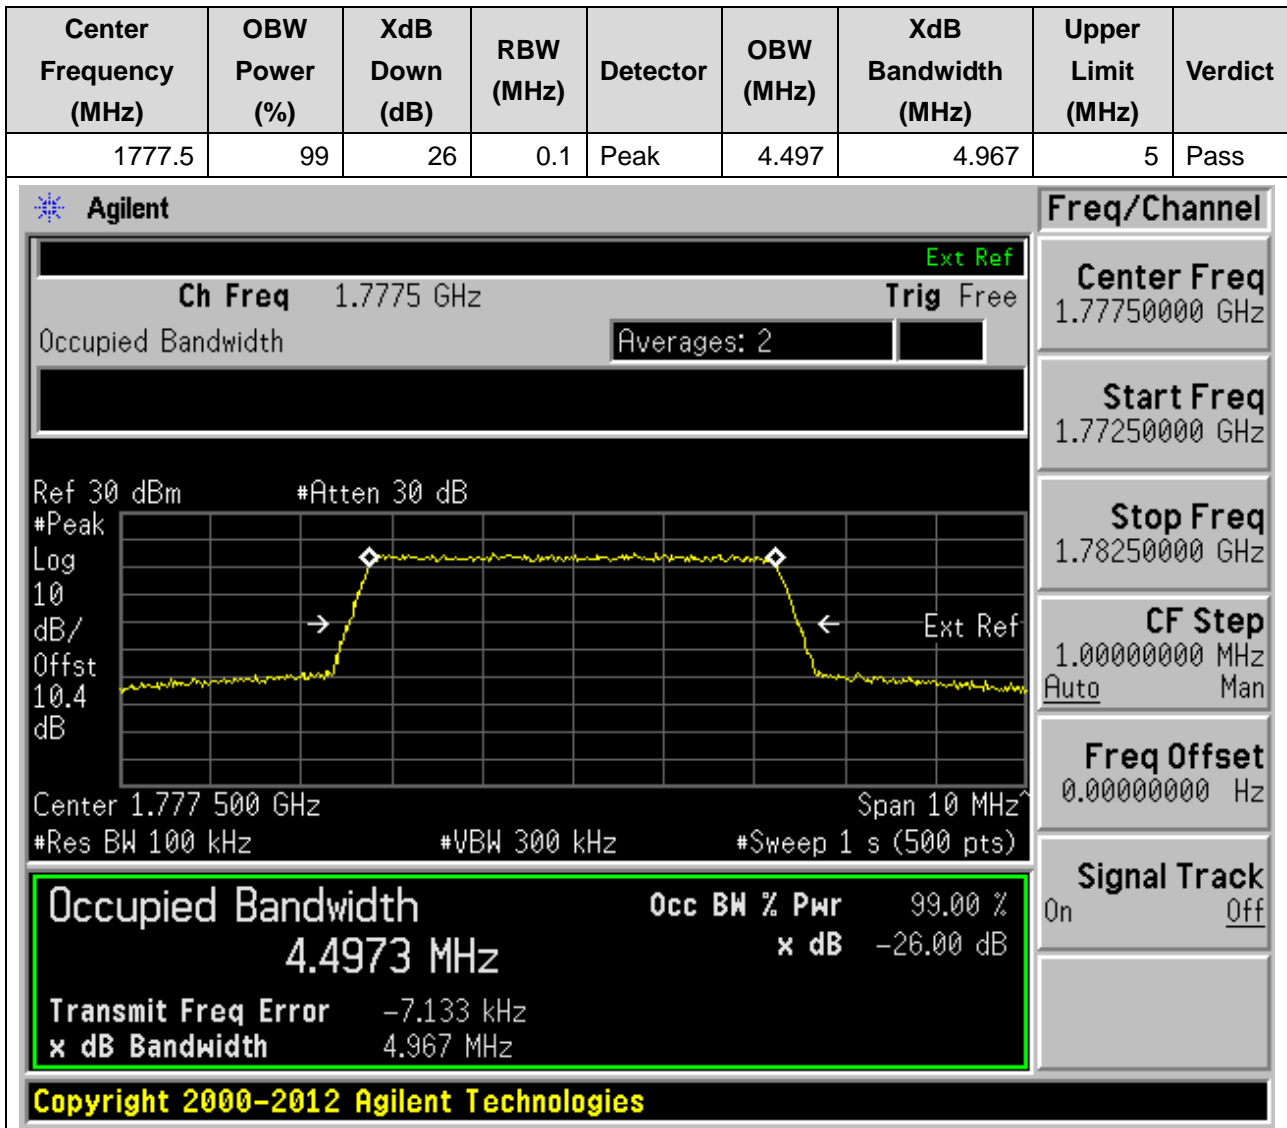 Center Frequency (MHz) OBW Power (%) XdB Down (dB) RBW (MHz) Detector OBW (MHz) XdB Bandwidth (MHz) Upper Limit (MHz) Verdict
1777.5 99 26 0.1 Peak 4.497 4.967 5 Pass
Agilent
Freq/Channel
Ext Ref
Ch Freq 1.7775 GHz Trig Free
Occupied Bandwidth Averages: 2
Center Freq
1.77750000 GHz
Start Freq
1.77250000 GHz
Stop Freq
1.78250000 GHz
CF Step
1.00000000 MHz
Auto Man
Freq Offset
0.00000000 Hz
Signal Track
On Off
Ref 30 dBm #Atten 30 dB
#Peak
Log
10
dB/
Offst
10.4
dB
Ext Ref
Center 1.777 500 GHz Span 10 MHz^
#Res BW 100 kHz #VBW 300 kHz #Sweep 1 s (500 pts)
Occupied Bandwidth Occ BW % Pwr 99.00 %
4.4973 MHz x dB -26.00 dB
Transmit Freq Error -7.133 kHz
x dB Bandwidth 4.967 MHz
Copyright 2000-2012 Agilent Technologies